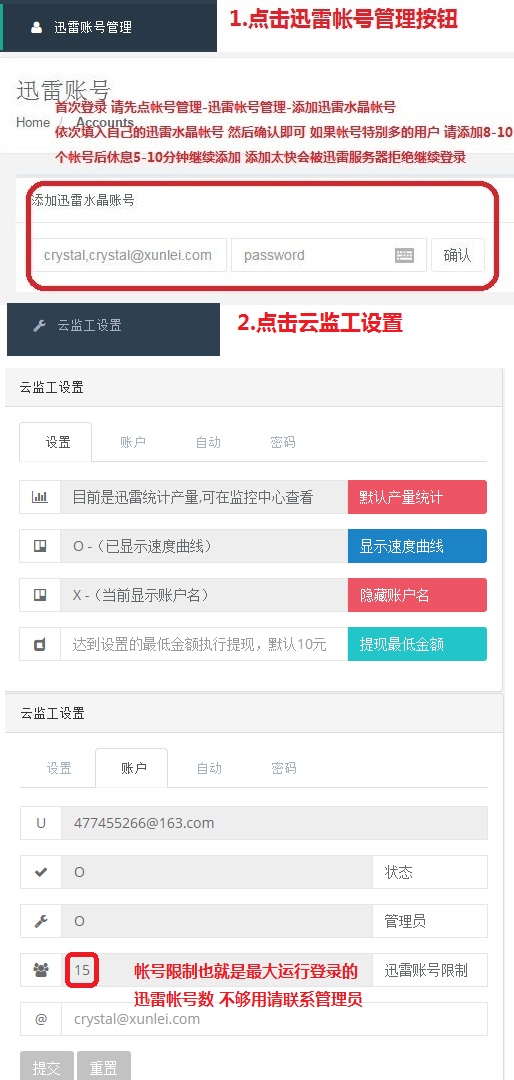 迅雷账号管理
1.点击迅雷帐号管理按钮
迅雷账号
首次登录 请先点帐号管理-迅雷帐号管理-添加迅雷水晶帐号
Home / Accounts
依次填入自己的迅雷水晶帐号 然后确认即可 如果帐号特别多的用户 请添加8-10
个帐号后休息5-10分钟继续添加 添加太快会被迅雷服务器拒绝继续登录
添加迅雷水晶账号
crystal,crystal@xunlei.com password 确认
云监工设置
2.点击云监工设置
云监工设置
设置 账户 自动 密码
目前是迅雷统计产量,可在监控中心查看 默认产量统计
O -（已显示速度曲线） 显示速度曲线
X -（当前显示账户名） 隐藏账户名
达到设置的最低金额执行提现，默认10元 提现最低金额
云监工设置
设置 账户 自动 密码
U 477455266@163.com
O 状态
O 管理员
15 帐号限制也就是最大运行登录的 迅雷账号限制
迅雷帐号数 不够用请联系管理员
@ crystal@xunlei.com
提交 重置